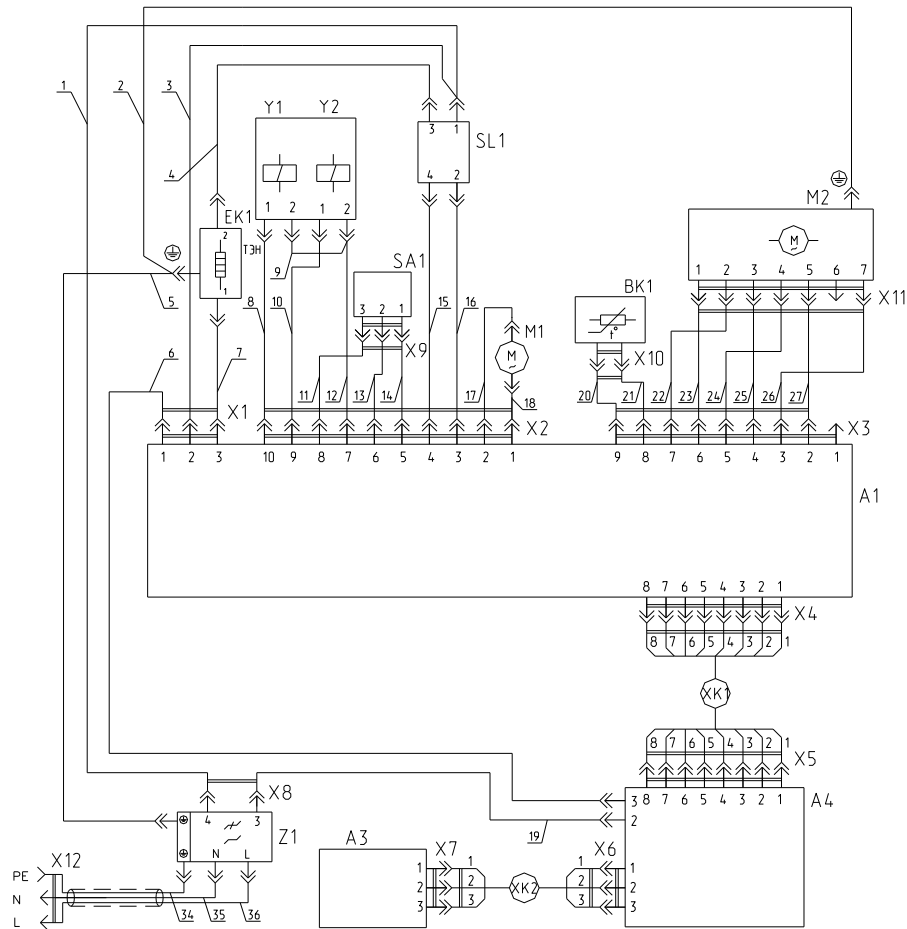 1 2 3
Y1 Y2
3 1
SL1
4 2
4
M2
EK1
2
ТЭН
1
1 2 1 2
M
1 2 3 4 5 6 7
5
9
SA1
3 2 1
BK1
t°
X11
8 10 15 16
M1
M
6 7
X9
X10
11 12 13 14 17 18
20 21 22 23 24 25 26 27
X1 X2 X3
1 2 3 10 9 8 7 6 5 4 3 2 1 9 8 7 6 5 4 3 2 1
A1
8 7 6 5 4 3 2 1
X4
8 7 6 5 4 3 2 1
XK1
8 7 6 5 4 3 2 1
X5
X8
3 8 7 6 5 4 3 2 1
A4
2
4 3
Z1
19
N L
A3
X7 X6
X12
1 1 1 1
PE
2 2 XK2 2 2
N
3 3 3 3
L
34 35 36